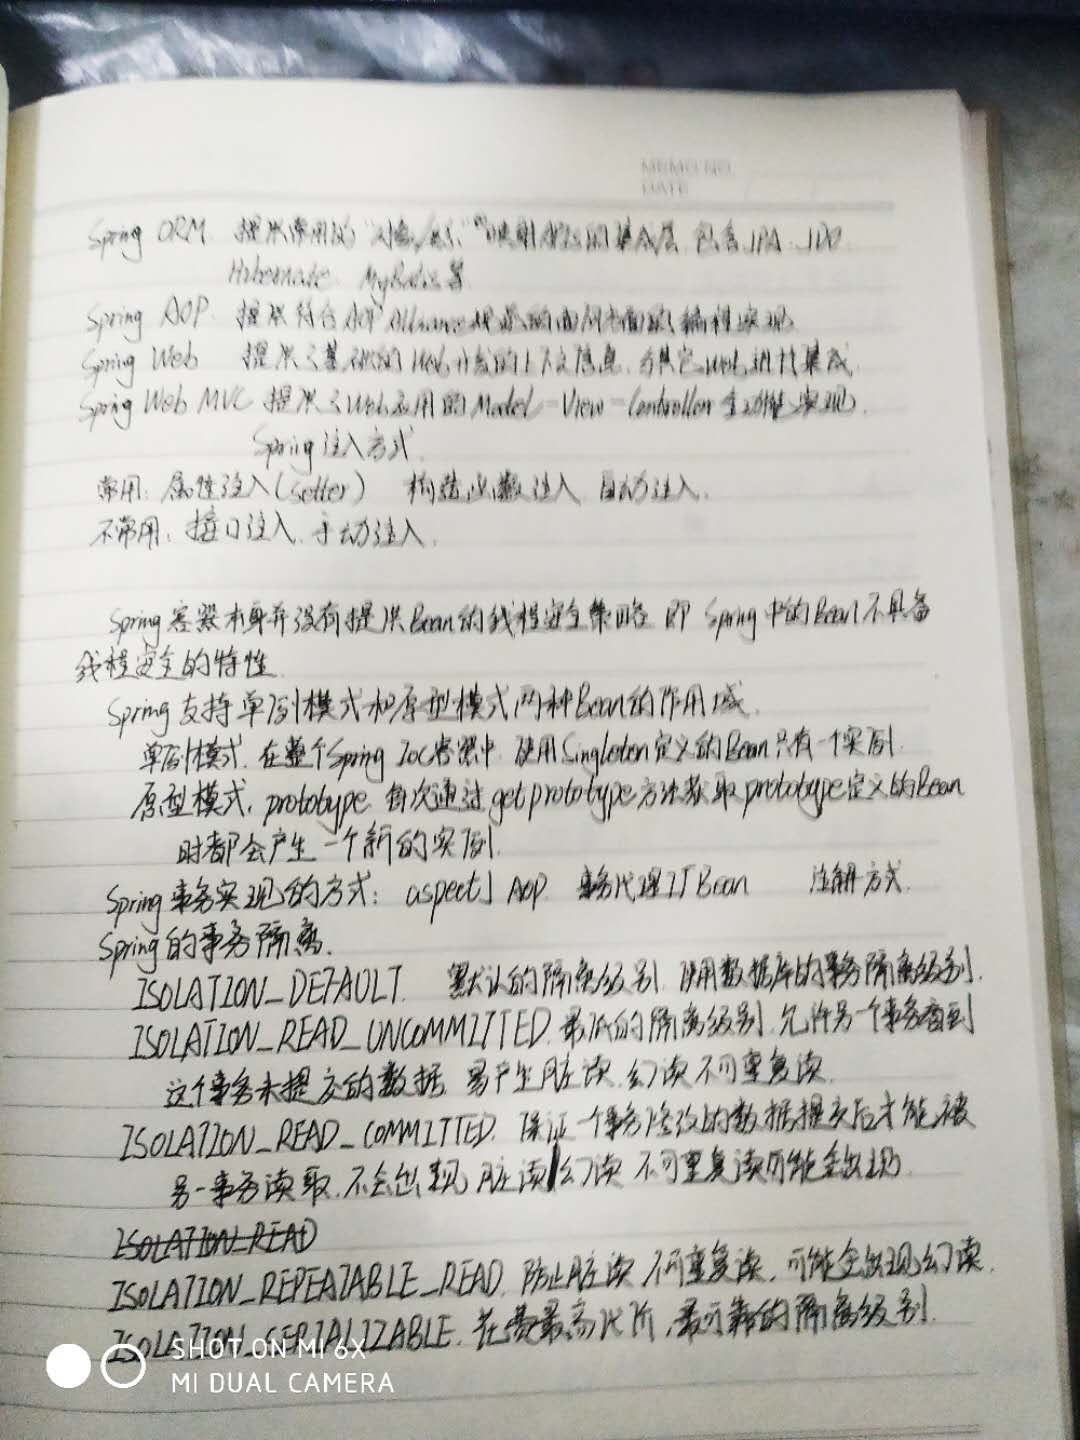 MEMO NO.
DATE
Spring ORM 提供常用的"对象/关系"映射APIs的集成层 包含JPA、JDO
Hibernate MyBatis等
Spring AOP 提供符合AOP Alliance规范的面向方面的编程实现
Spring Web 提供了基础的Web开发的上下文信息,与其它web进行集成
Spring Web MVC 提供了Web应用的Model-View-Controller全功能实现.
Spring注入方式
常用:属性注入(setter) 构造函数注入 自动注入.
不常用:接口注入、手动注入.
Spring容器本身并没有提供Bean的线程安全策略 即 Spring中的Bean不具备
线程安全的特性.
Spring支持单例模式和原型模式两种Bean的作用域.
单例模式.在整个Spring IoC容器中,使用Singleton定义的Bean只有一个实例.
原型模式.prototype 每次通过getprototype方法获取prototype定义的Bean
时都会产生一个新的实例.
Spring事务实现的方式: aspectJ AOP. 事务代理工厂Bean 注解方式.
Spring的事务隔离.
ISOLATION_DEFAULT. 默认的隔离级别 使用数据库的事务隔离级别.
ISOLATION_READ_UNCOMMITTED.最低的隔离级别.允许另一个事务看到
这个事务未提交的数据,易产生脏读,幻读不可重复读.
ISOLATION_READ_COMMITTED. 保证一个事务修改的数据提交后才能被
另一事务读取.不会出现脏读 幻读 不可重复读可能会出现.
ISOLATION_READ
ISOLATION_REPEATABLE_READ. 防止脏读 不可重复读,可能会出现幻读.
ISOLATION_SERIALIZABLE.花最高代价,最可靠的隔离级别.
SHOT ON MI 6X
MI DUAL CAMERA